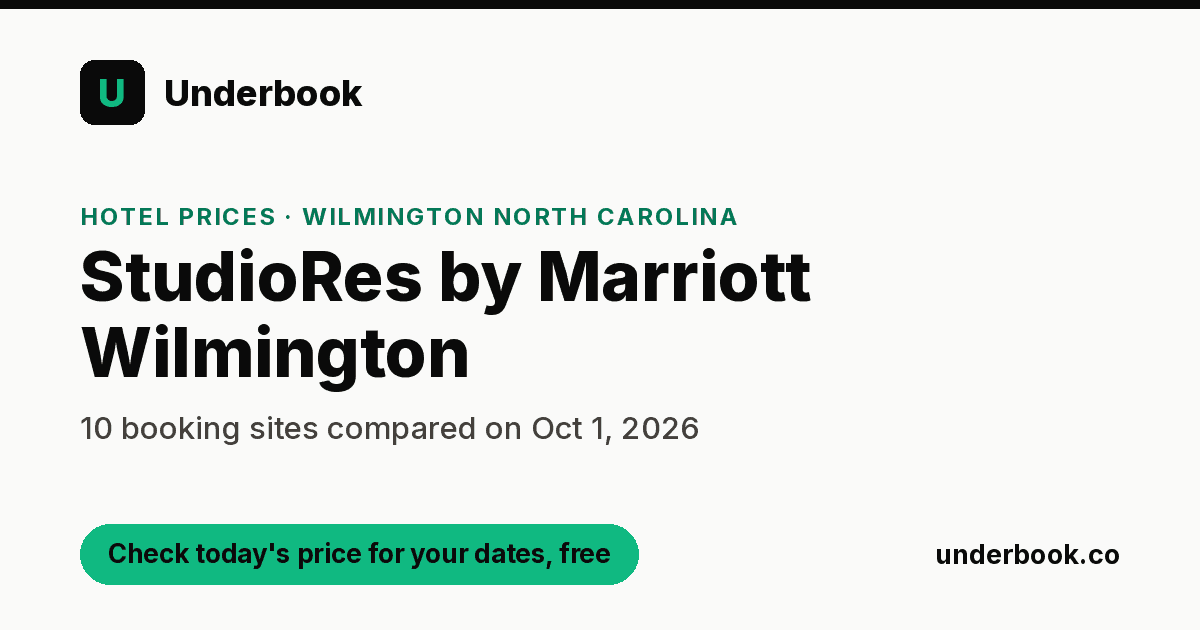 U Underbook
HOTEL PRICES · WILMINGTON NORTH CAROLINA
StudioRes by Marriott
Wilmington
10 booking sites compared on Oct 1, 2026
Check today's price for your dates, free
underbook.co